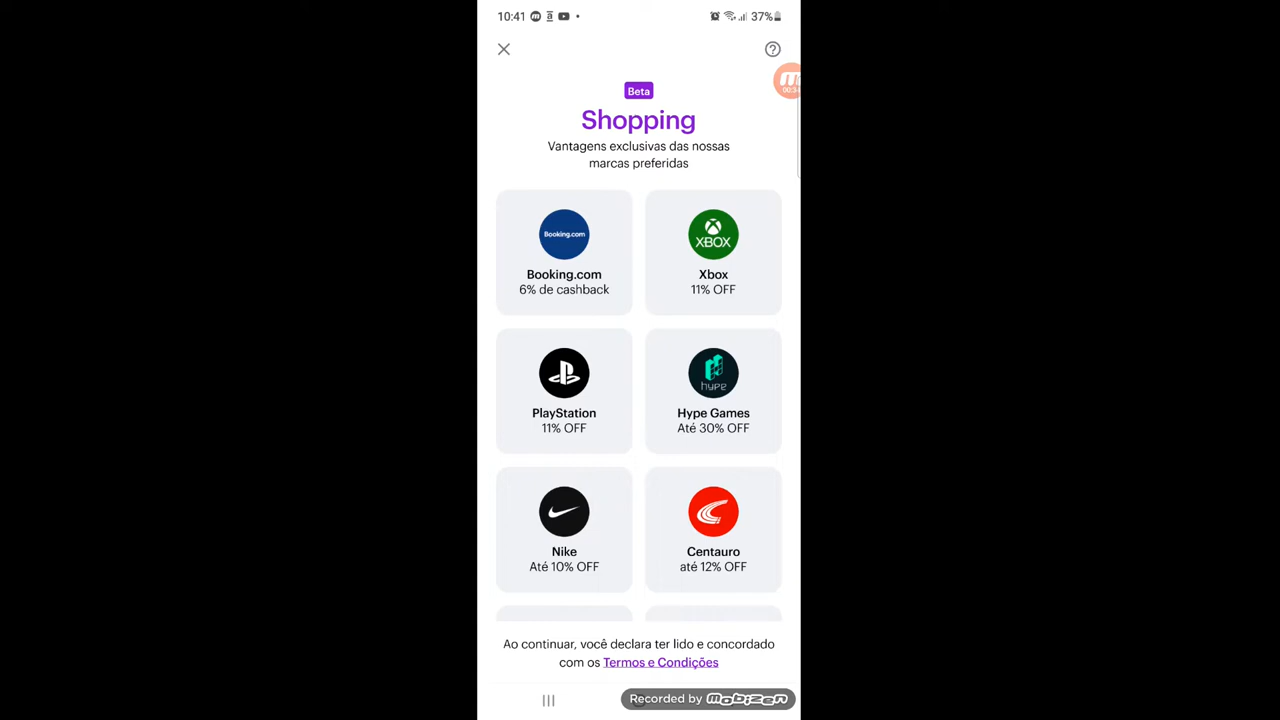 10:41
37%
00:34
Beta
Shopping
Vantagens exclusivas das nossas
marcas preferidas
Booking.com
Booking.com
6% de cashback
XBOX
Xbox
11% OFF
PlayStation
11% OFF
hype
Hype Games
Até 30% OFF
Nike
Até 10% OFF
Centauro
até 12% OFF
Ao continuar, você declara ter lido e concordado
com os Termos e Condições
Recorded by mobizen